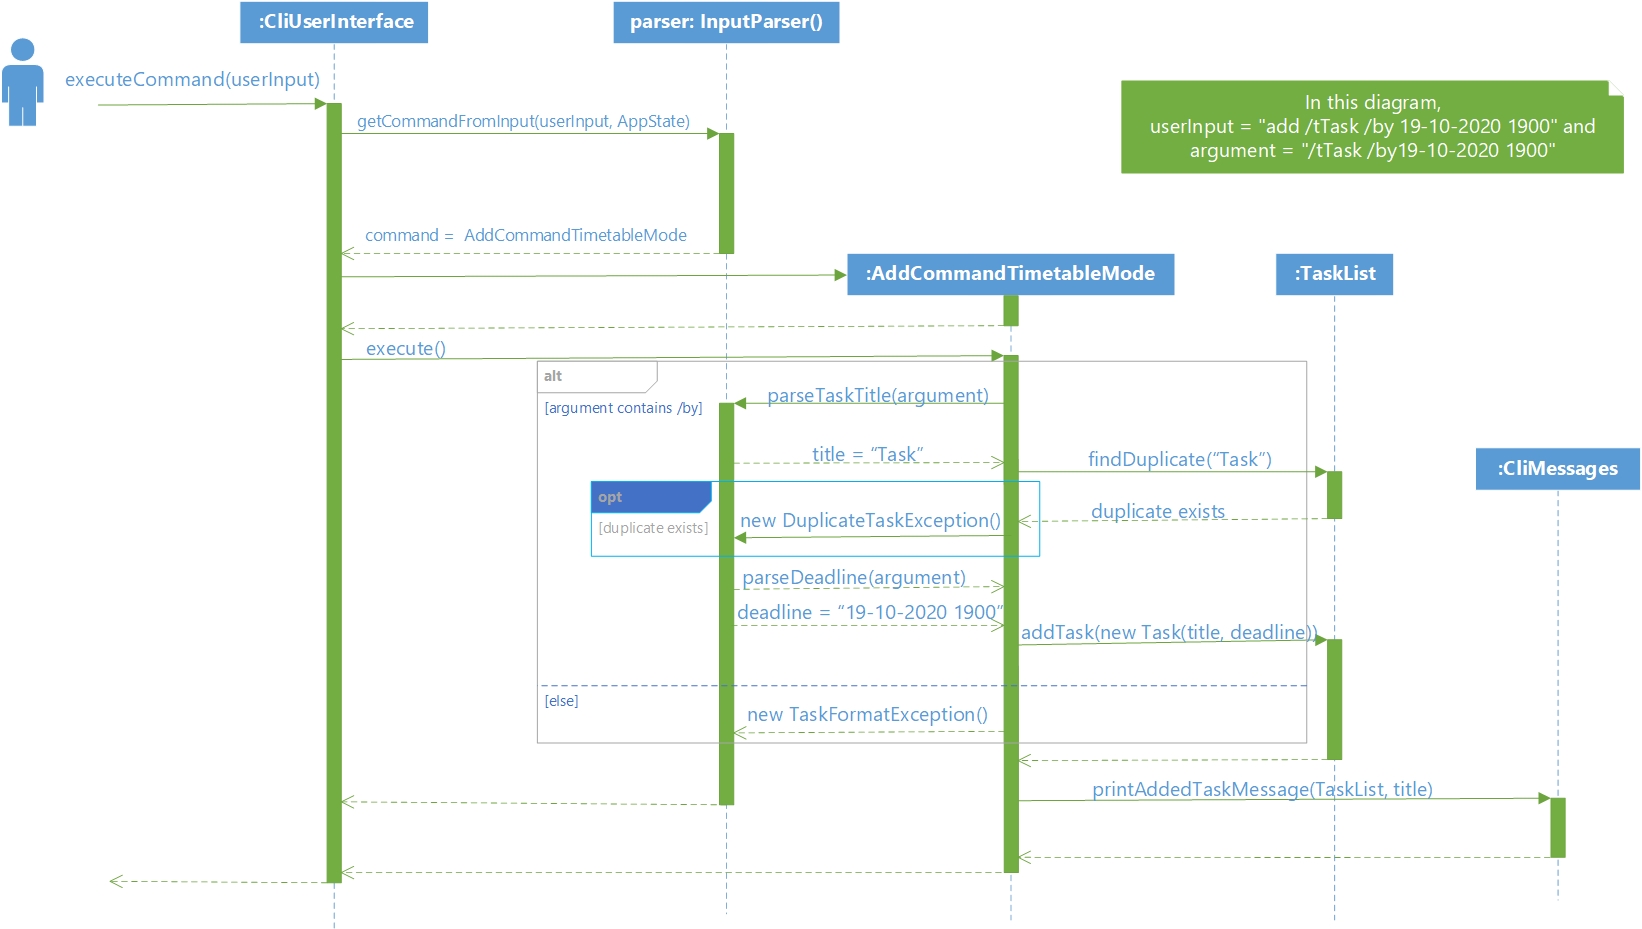 :CliUserInterface
parser: InputParser()
executeCommand(userInput)
In this diagram,
userInput = "add /tTask /by 19-10-2020 1900" and
argument = "/tTask /by19-10-2020 1900"
getCommandFromInput(userInput, AppState)
command =  AddCommandTimetableMode
:AddCommandTimetableMode
:TaskList
execute()
alt
[argument contains /by]
parseTaskTitle(argument)
title = “Task”
findDuplicate(“Task”)
:CliMessages
opt
[duplicate exists]
new DuplicateTaskException()
duplicate exists
parseDeadline(argument)
deadline = “19-10-2020 1900”
addTask(new Task(title, deadline))
[else]
new TaskFormatException()
printAddedTaskMessage(TaskList, title)